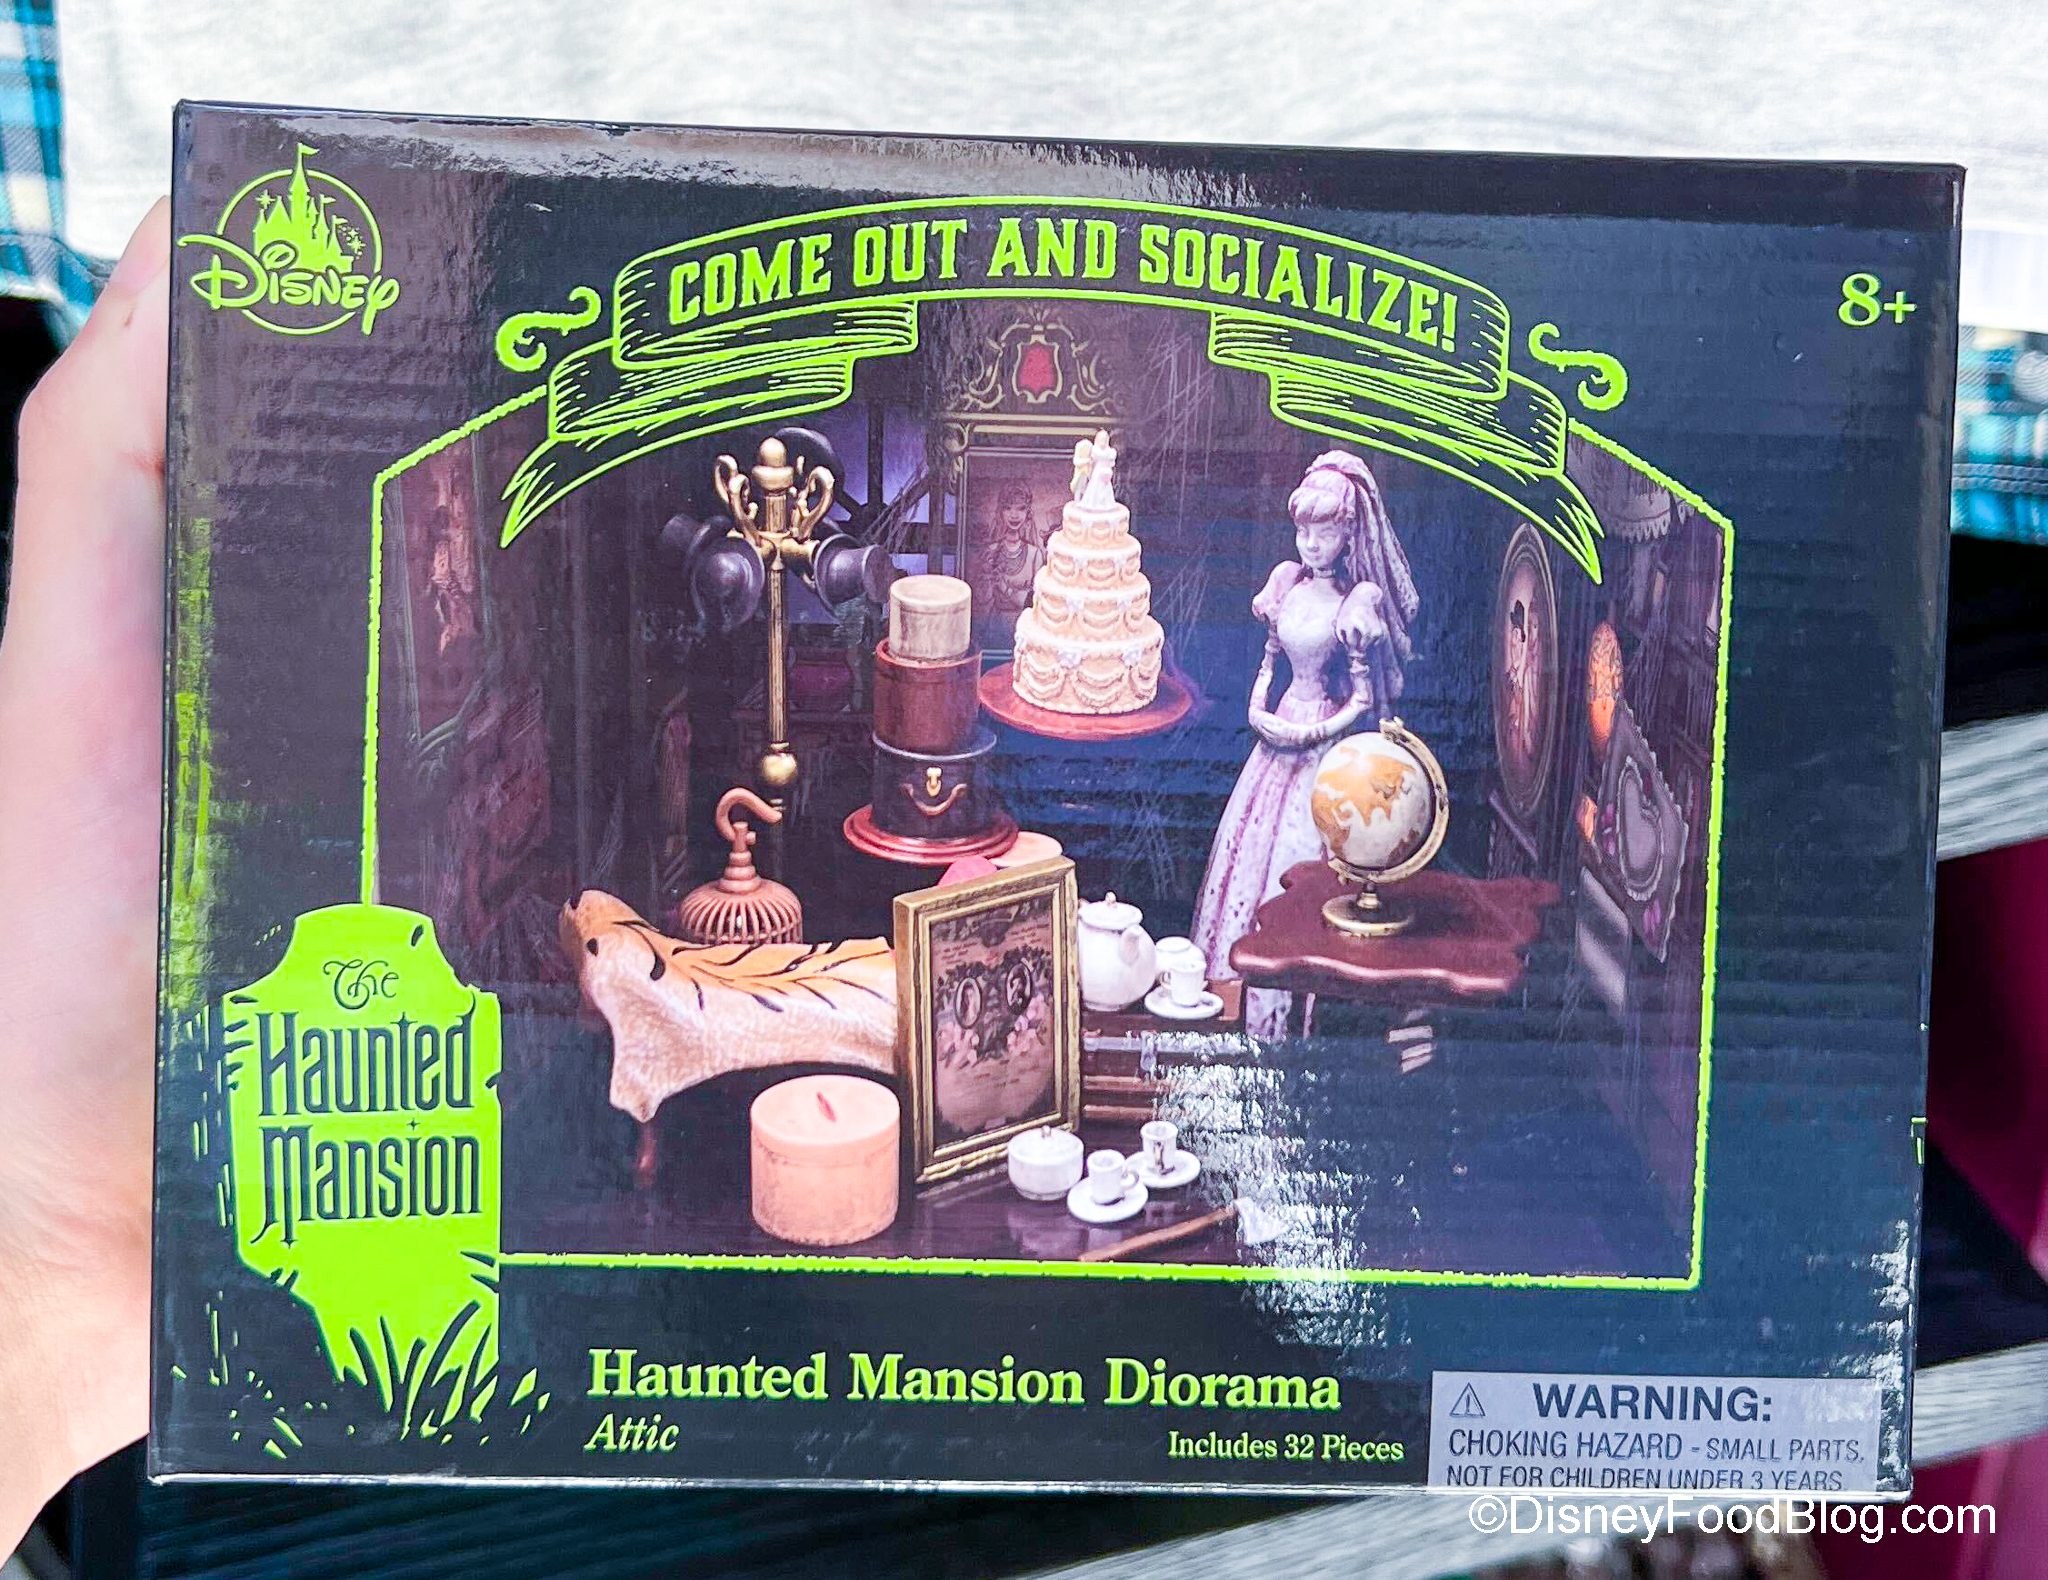 Disney
COME OUT AND SOCIALIZE!
8+
The
Haunted
Mansion
Haunted Mansion Diorama
Attic
Includes 32 Pieces
WARNING:
CHOKING HAZARD - SMALL PARTS.
NOT FOR CHILDREN UNDER 3 YEARS
©DisneyFoodBlog.com